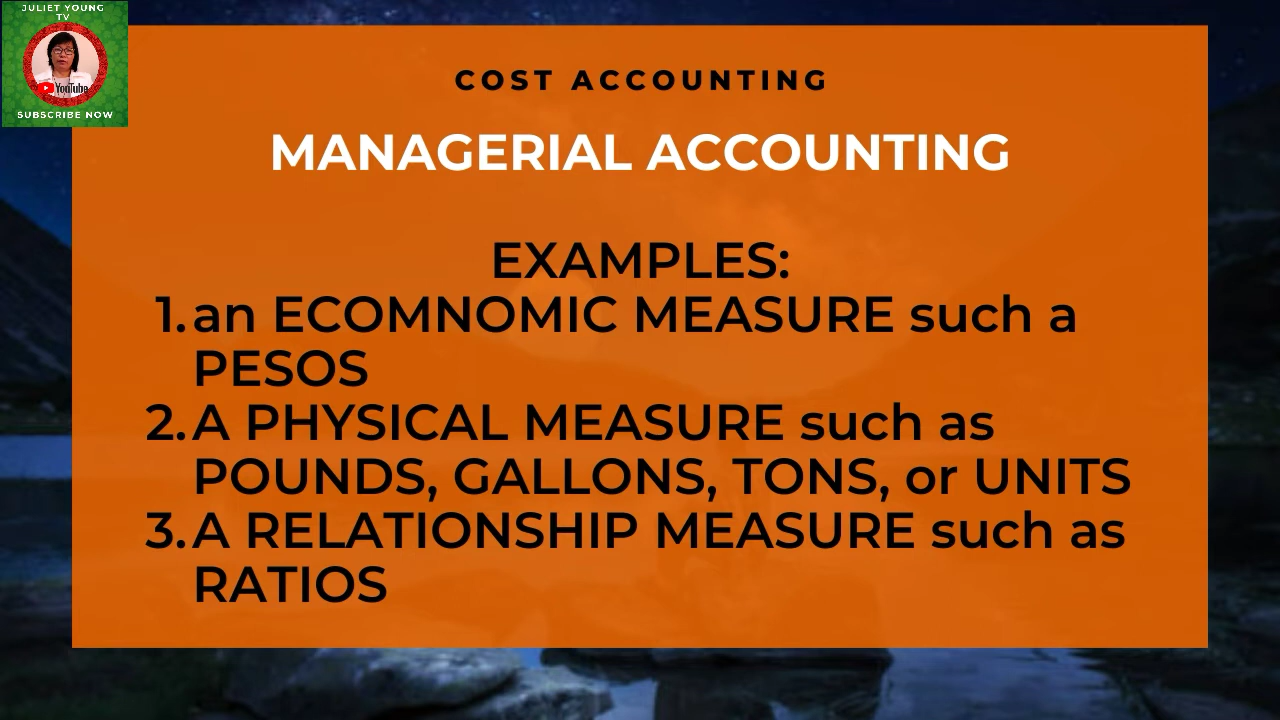 JULIET YOUNG
TV
YouTube
SUBSCRIBE NOW
COST ACCOUNTING
MANAGERIAL ACCOUNTING
EXAMPLES:
1. an ECOMNOMIC MEASURE such a
PESOS
2. A PHYSICAL MEASURE such as
POUNDS, GALLONS, TONS, or UNITS
3. A RELATIONSHIP MEASURE such as
RATIOS